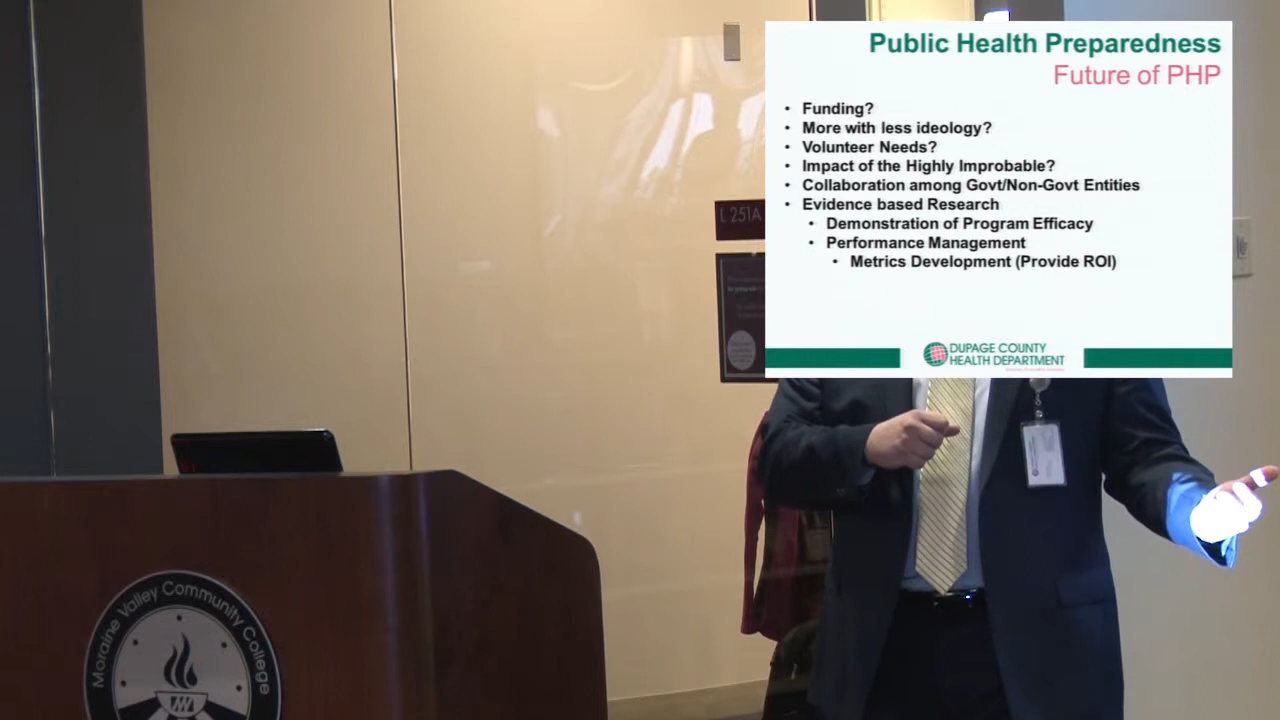 Public Health Preparedness
Future of PHP
• Funding?
• More with less ideology?
• Volunteer Needs?
• Impact of the Highly Improbable?
• Collaboration among Govt/Non-Govt Entities
• Evidence based Research
• Demonstration of Program Efficacy
• Performance Management
• Metrics Development (Provide ROI)
DUPAGE COUNTY
HEALTH DEPARTMENT
L 251A
Moraine Valley Community College